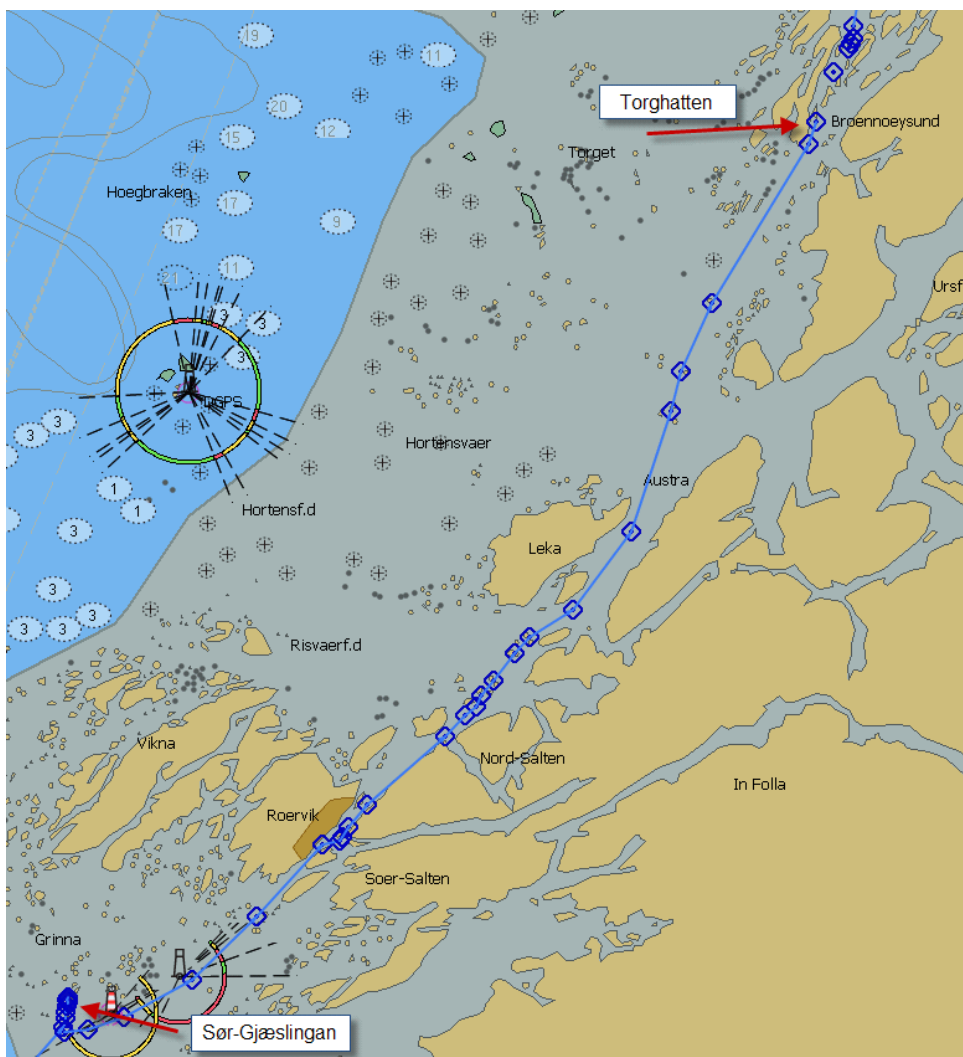 19
11
20
Torghatten
15
12
Broennoeysund
Torget
Hoegbraken
17
9
17
11
21
Ursf
3
3
3
DGPS
3
3
Hortensvaer
1
1
Hortensf.d
Austra
3
Leka
3
3
3
3
Risvaerf.d
Vikna
Nord-Salten
In Folla
Roervik
Soer-Salten
Grinna
Sør-Gjæslingan